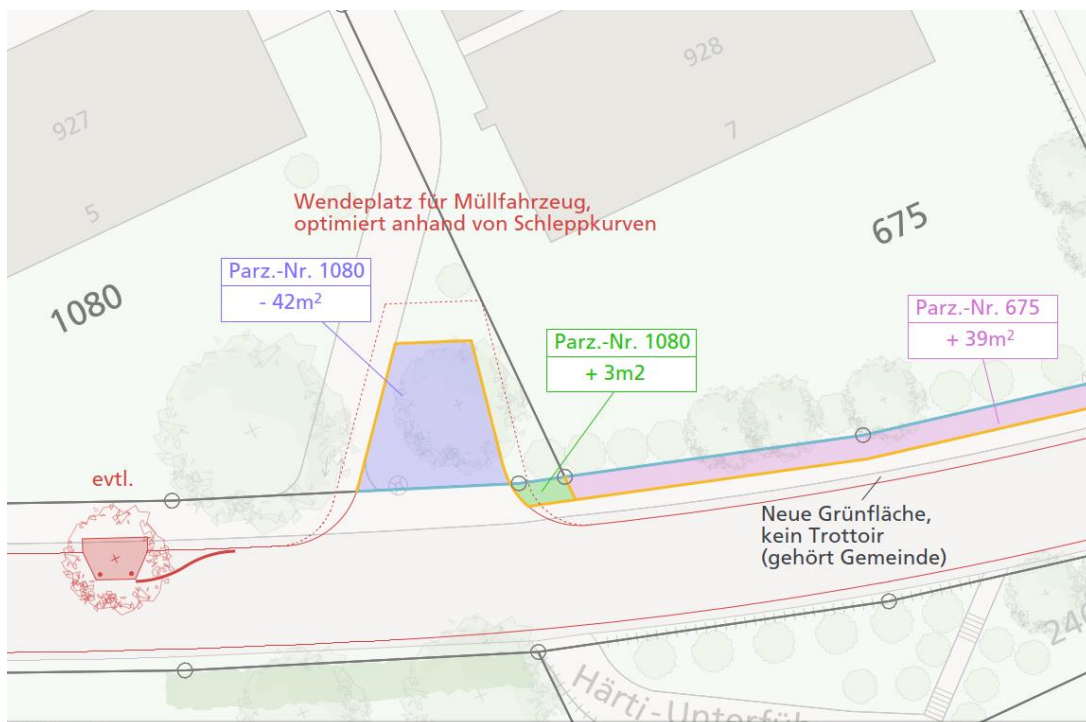 927
928
5
7
Wendeplatz für Müllfahrzeug,
optimiert anhand von Schleppkurven
675
1080
Parz.-Nr. 1080
- 42m²
Parz.-Nr. 1080
+ 3m2
Parz.-Nr. 675
+ 39m²
evtl.
Neue Grünfläche,
kein Trottoir
(gehört Gemeinde)
Härti-Unterfüh